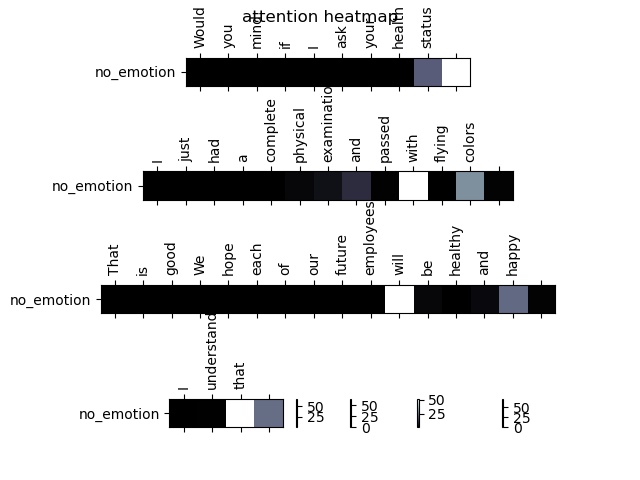 attention heatmap
Would you mind if I ask your health status
no_emotion
I just had a complete physical examination and passed with flying colors
no_emotion
That is good We hope each of our future employees will be healthy and happy
no_emotion
I understand that
no_emotion
50 50 50 50
25 25 25 25
0 0 0